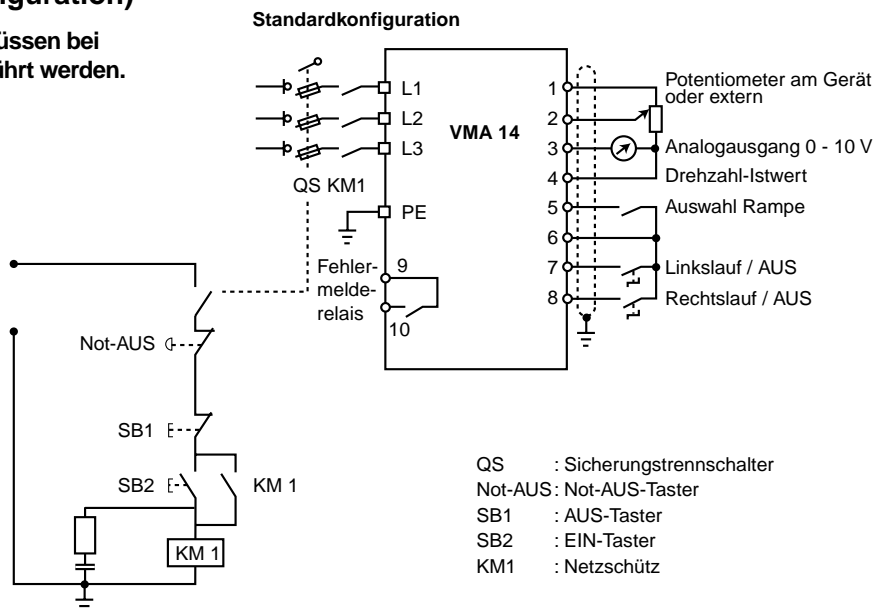 Standardkonfiguration
L1
L2
L3
QS KM1
PE
VMA 14
1
2
3
4
5
6
7
8
Potentiometer am Gerät
oder extern
Analogausgang 0 - 10 V
Drehzahl-Istwert
Auswahl Rampe
Linkslauf / AUS
Rechtslauf / AUS
Fehler-
melde-
relais
9
10
Not-AUS
SB1
SB2
KM 1
KM 1
QS : Sicherungstrennschalter
Not-AUS : Not-AUS-Taster
SB1 : AUS-Taster
SB2 : EIN-Taster
KM1 : Netzschütz
bei
werden.